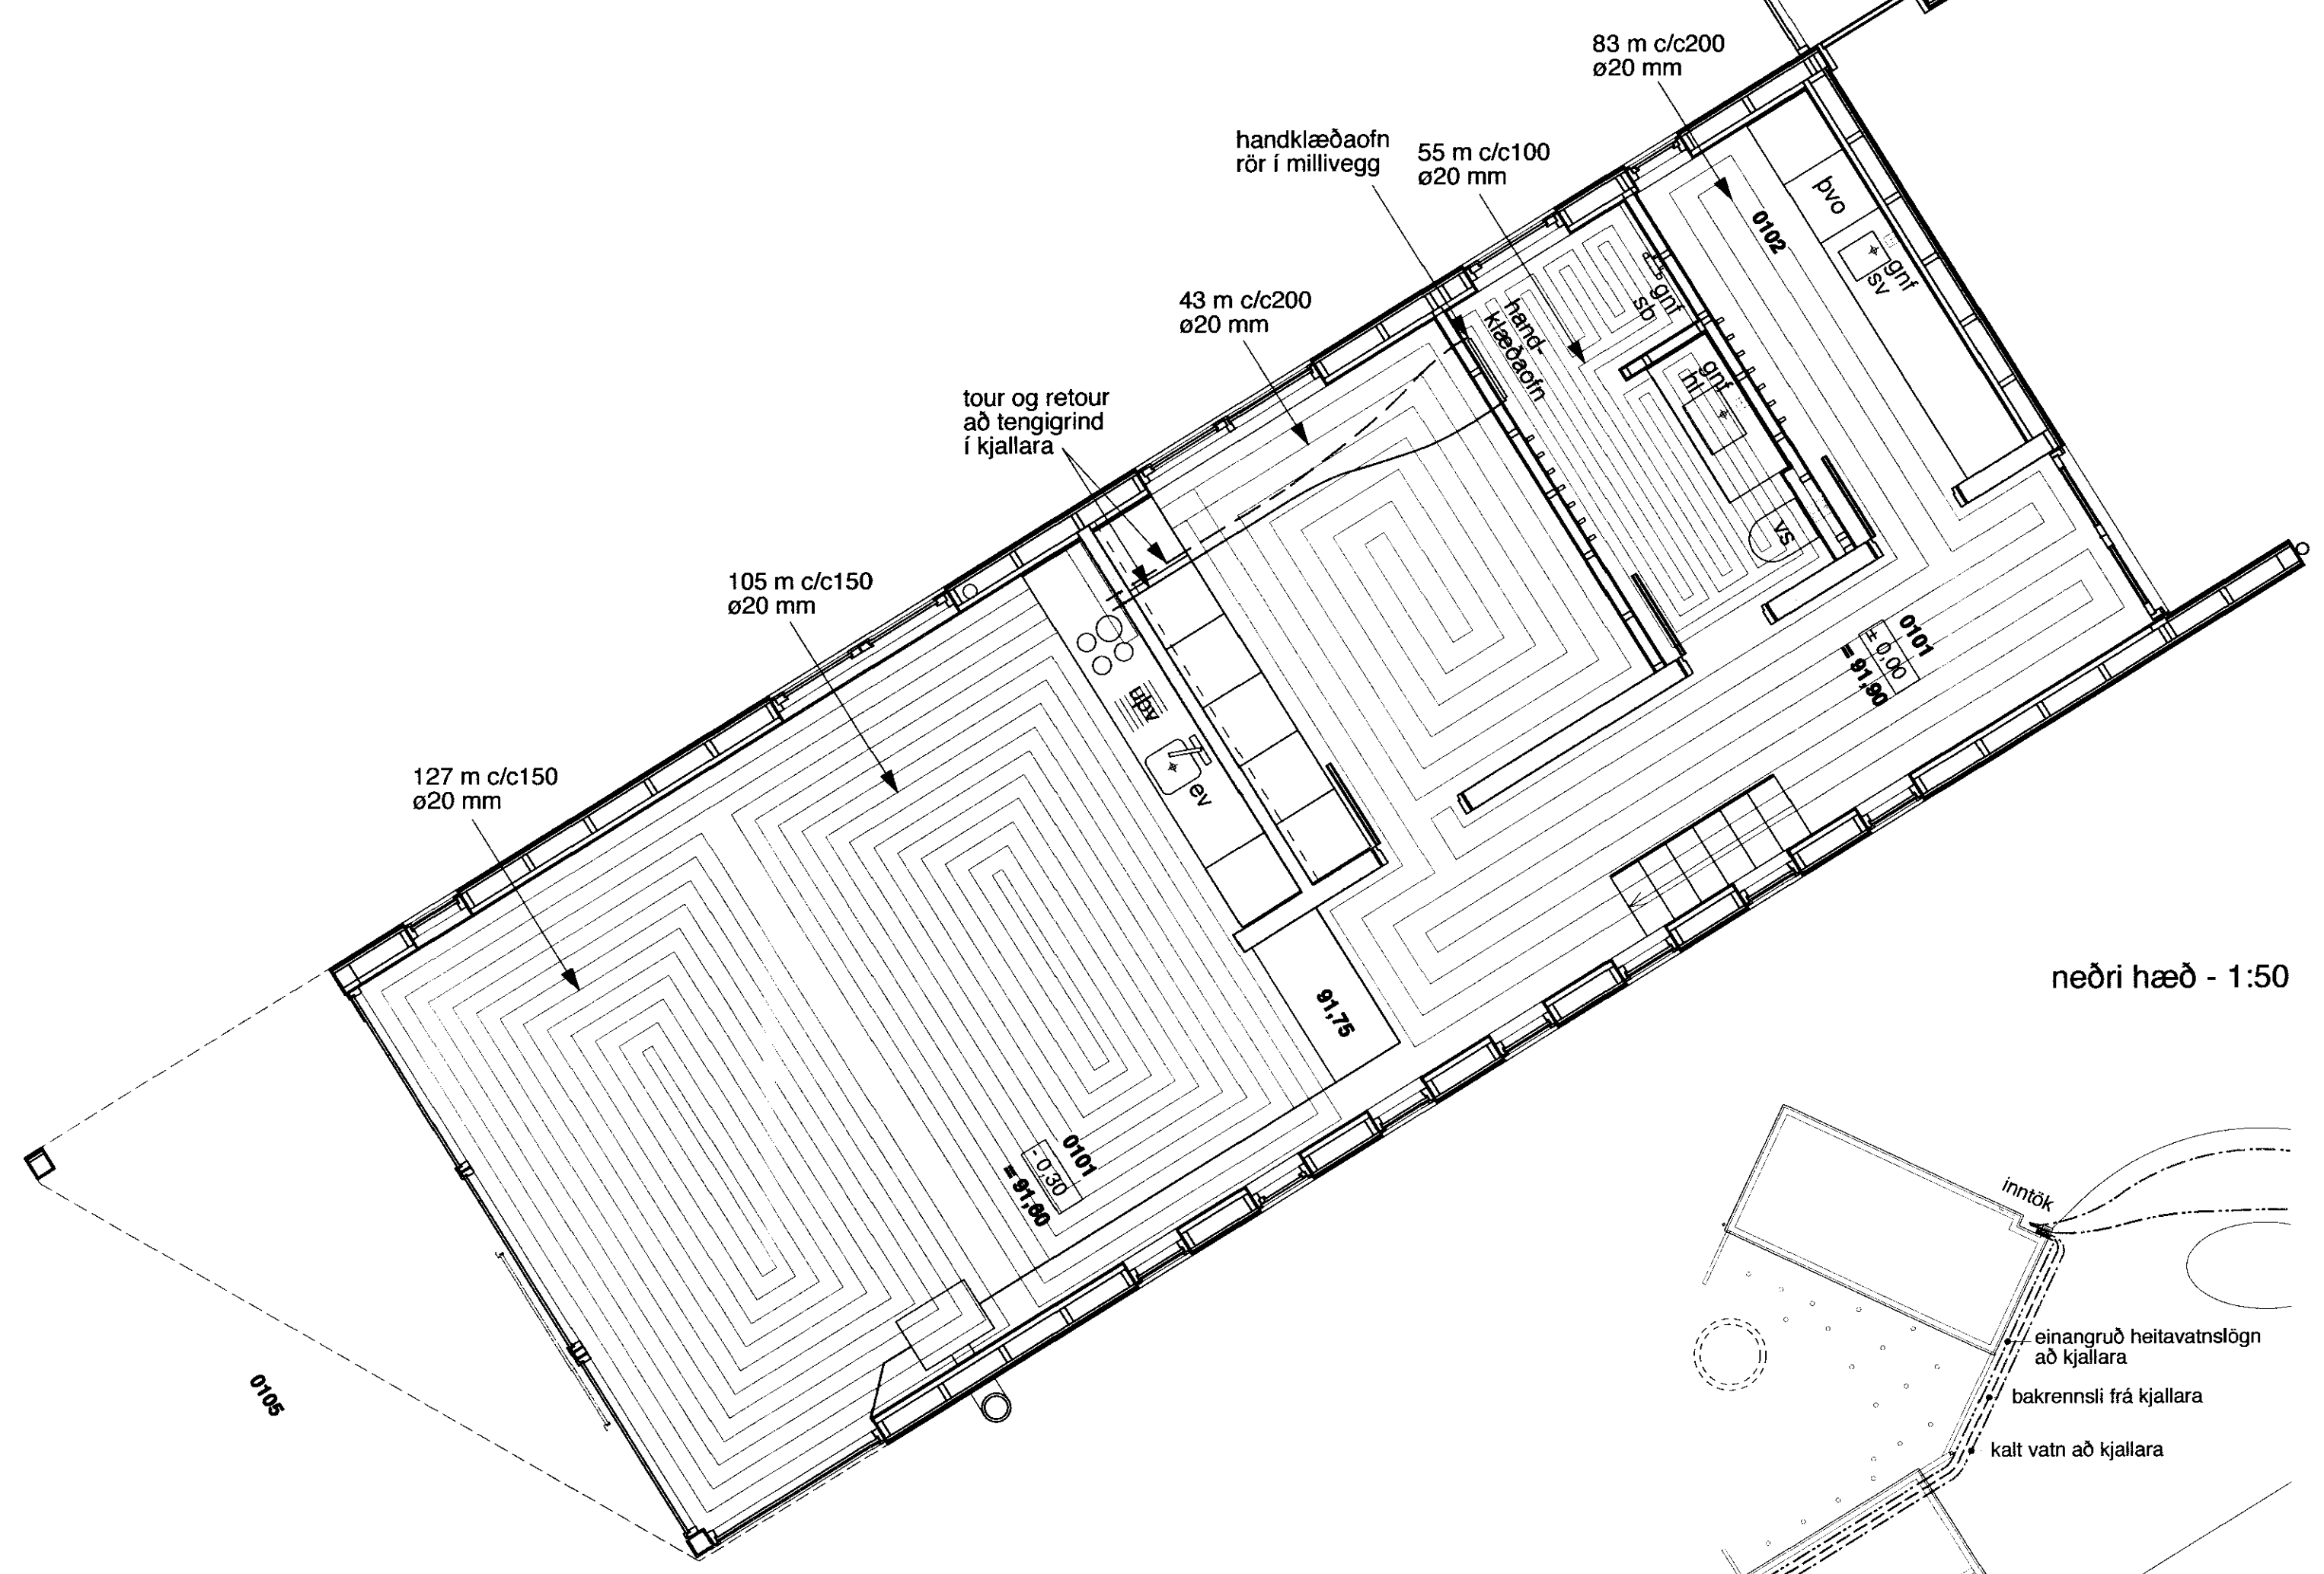 83 m c/c200
ø20 mm
handklæðaofn
rör í millivegg
55 m c/c100
ø20 mm
43 m c/c200
ø20 mm
tour og retour
að tengigrind
í kjallara
105 m c/c150
ø20 mm
127 m c/c150
ø20 mm
þvo
0102
gnf
sv
gnf
sb
hand-
klæðaofn
gnf
hl
vs
0101
± 0,00
= 91,90
uþv
ev
91,75
0101
- 0,30
= 91,60
0105
neðri hæð - 1:50
inntök
einangruð heitavatnslögn
að kjallara
bakrennsli frá kjallara
kalt vatn að kjallara